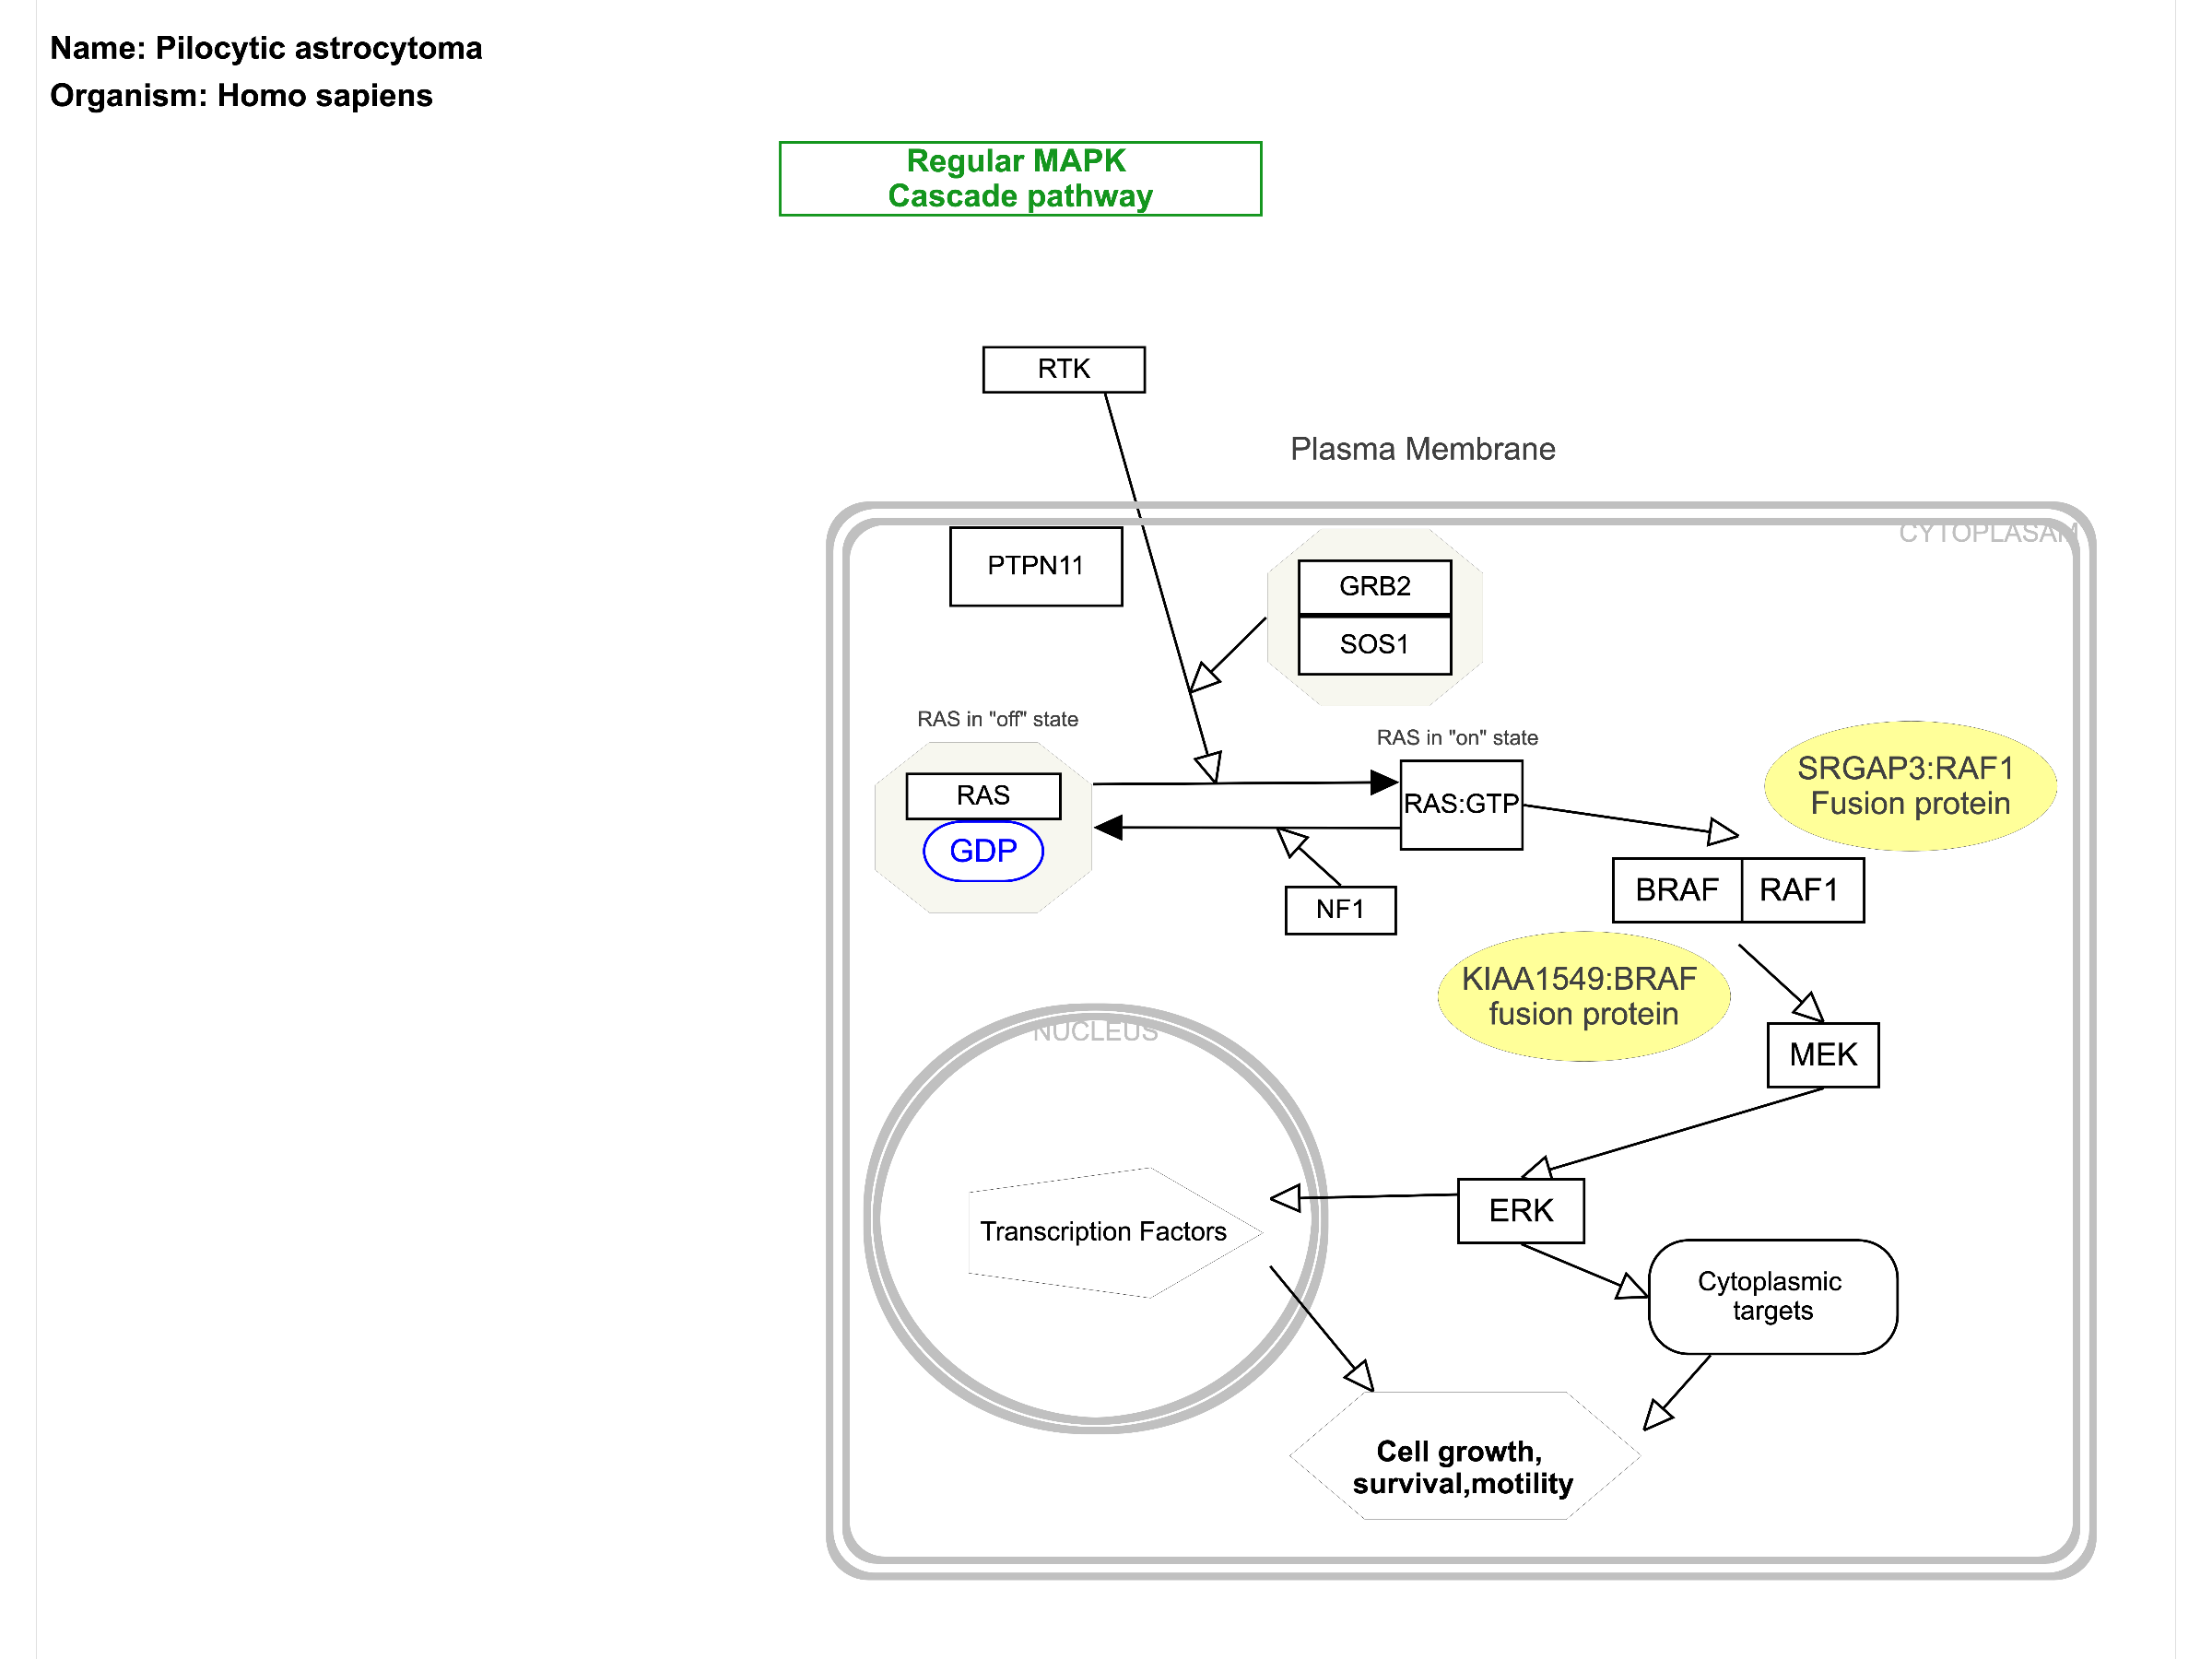 Name: Pilocytic astrocytoma
Organism: Homo sapiens
Regular MAPK
Cascade pathway
RTK
Plasma Membrane
CYTOPLASAM
PTPN11
GRB2
SOS1
RAS in "off" state
RAS in "on" state
RAS
GDP
RAS:GTP
SRGAP3:RAF1
Fusion protein
BRAF
RAF1
NF1
KIAA1549:BRAF
fusion protein
NUCLEUS
MEK
ERK
Transcription Factors
Cytoplasmic
targets
Cell growth,
survival,motility